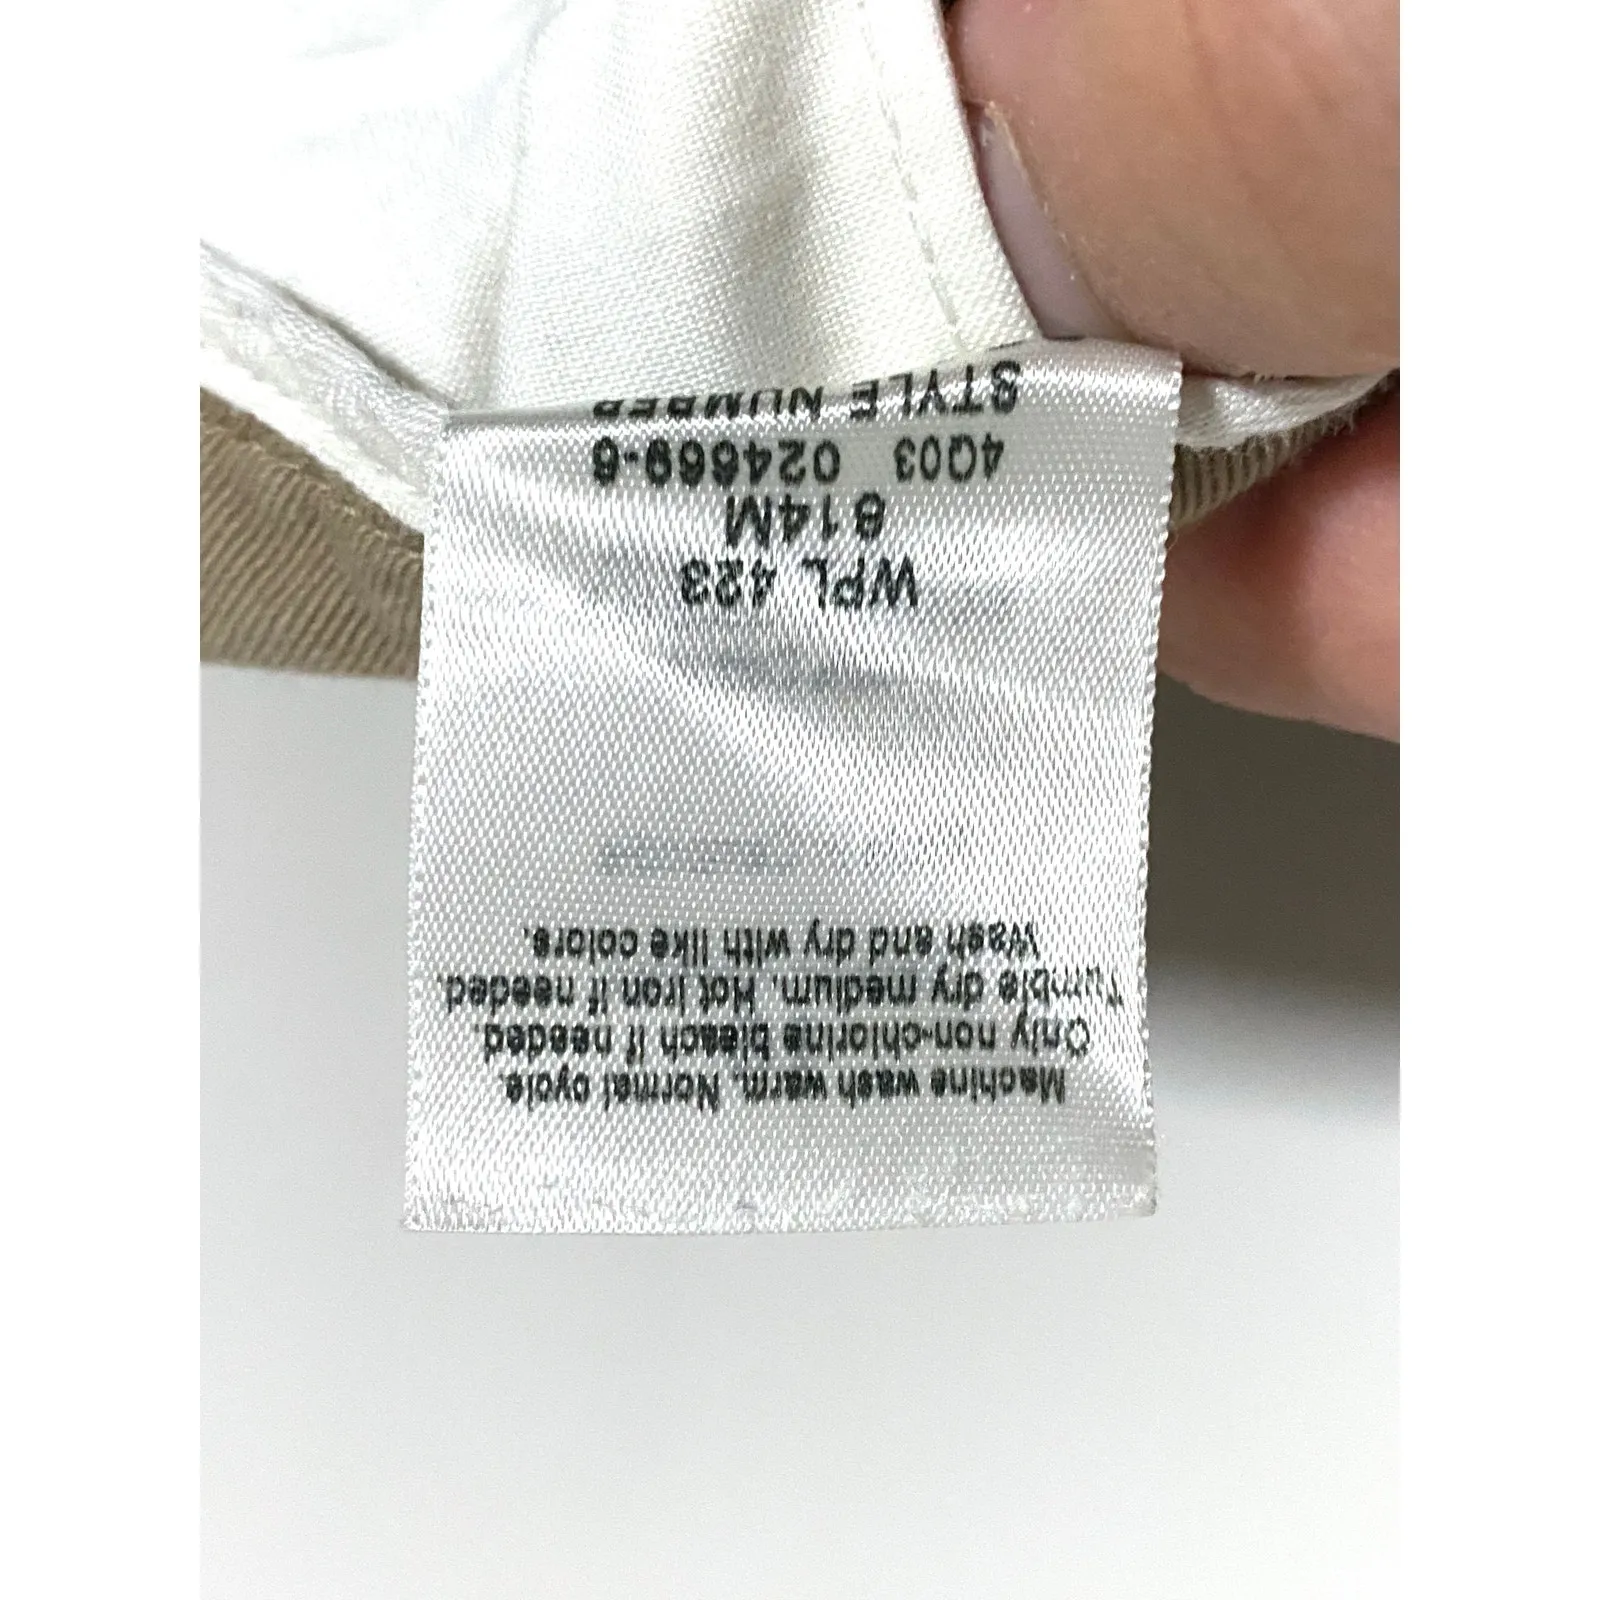 Machine wash warm. Normal cycle.
Only non-chlorine bleach if needed.
Tumble dry medium. Hot iron if needed.
Wash and dry with like colors.
WPL 423
814M
4Q03 024669-6
STYLE NUMBER